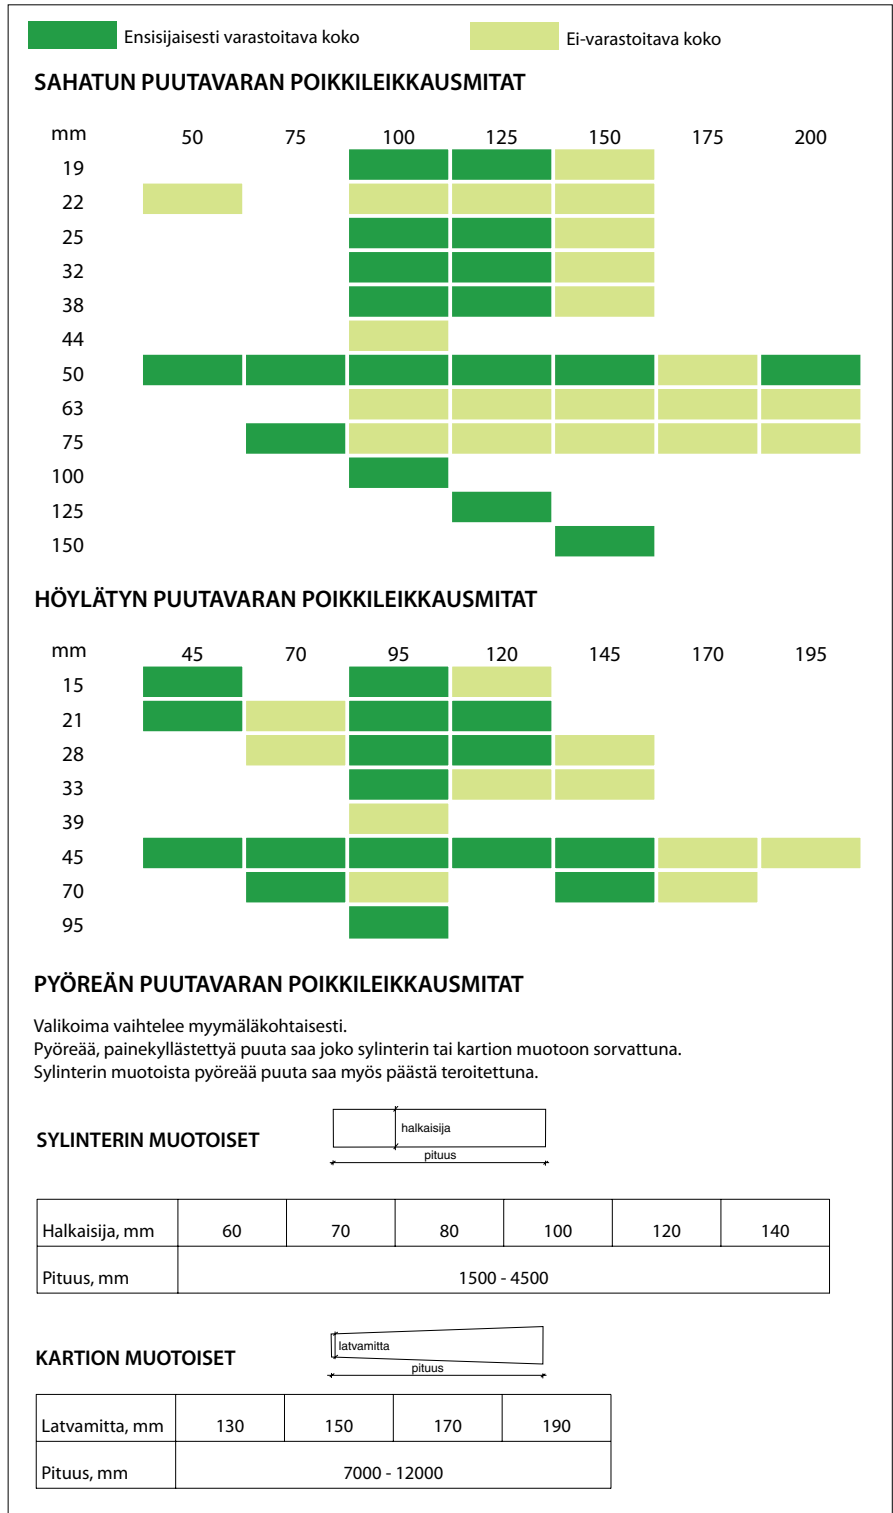 Ensisijaisesti varastoitava koko Ei-varastoitava koko
SAHATUN PUUTAVARAN POIKKILEIKKAUSMITAT
mm 50 75 100 125 150 175 200
19
22
25
32
38
44
50
63
75
100
125
150
HÖYLÄTYN PUUTAVARAN POIKKILEIKKAUSMITAT
mm 45 70 95 120 145 170 195
15
21
28
33
39
45
70
95
PYÖREÄN PUUTAVARAN POIKKILEIKKAUSMITAT
Valikoima vaihtelee myymäläkohtaisesti.
Pyöreää, painekyllästettyä puuta saa joko sylinterin tai kartion muotoon sorvattuna.
Sylinterin muotoista pyöreää puuta saa myös päästä teroitettuna.
SYLINTERIN MUOTOISET
halkaisija
pituus
Halkaisija, mm 60 70 80 100 120 140
Pituus, mm 1500 - 4500
KARTION MUOTOISET
latvamitta
pituus
Latvamitta, mm 130 150 170 190
Pituus, mm 7000 - 12000